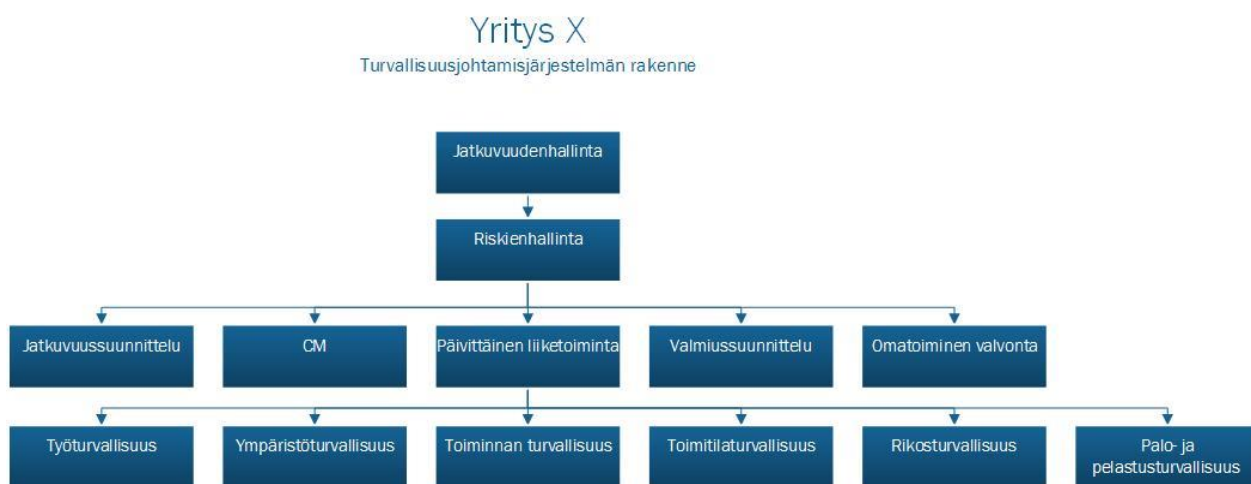 Yritys X
Turvallisuusjohtamisjärjestelmän rakenne
Jatkuvuudenhallinta
Riskienhallinta
Jatkuvuussuunnittelu
CM
Päivittäinen liiketoiminta
Valmiussuunnittelu
Omatoiminen valvonta
Työturvallisuus
Ympäristöturvallisuus
Toiminnan turvallisuus
Toimitilaturvallisuus
Rikosturvallisuus
Palo- ja
pelastusturvallisuus